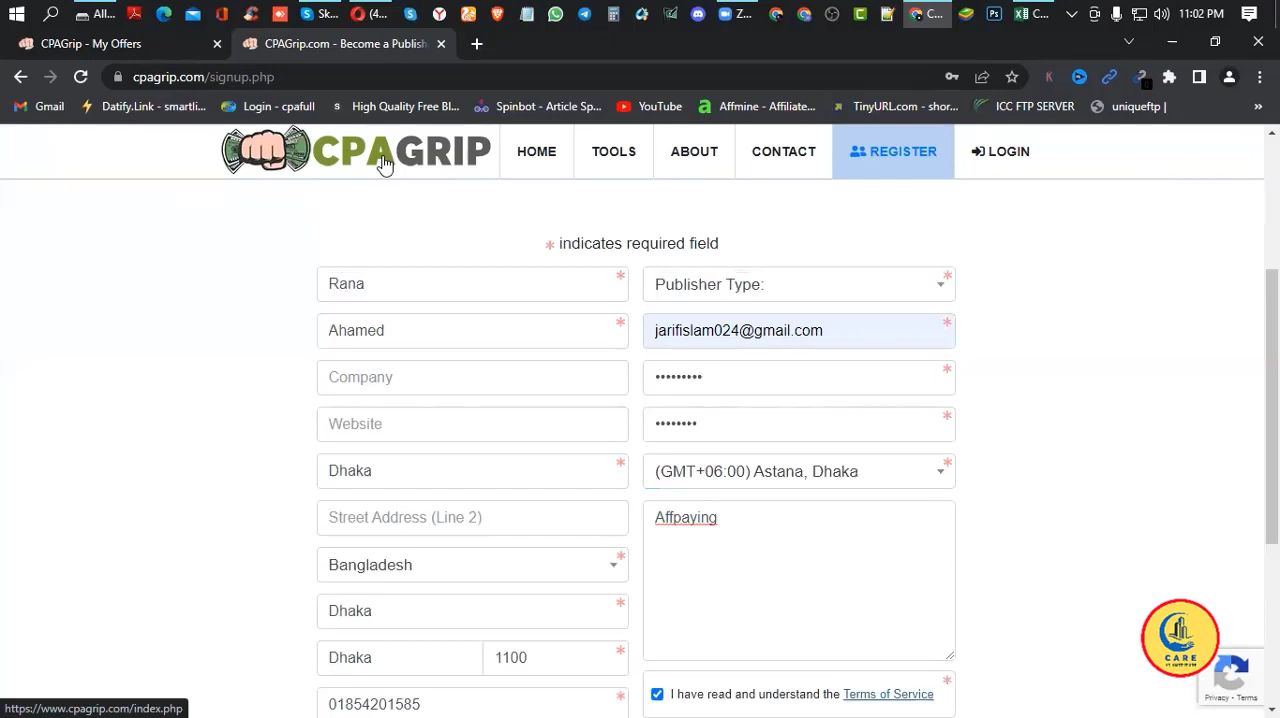 All...
Sk...
(4...
Z...
C...
C...
11:02 PM
CPAGrip - My Offers
CPAGrip.com - Become a Publish
cpagrip.com/signup.php
Gmail
Datify.Link - smartli...
Login - cpafull
High Quality Free Bl...
Spinbot - Article Sp...
YouTube
Affmine - Affiliate...
TinyURL.com - shor...
ICC FTP SERVER
uniqueftp |
»
CPAGRIP
HOME
TOOLS
ABOUT
CONTACT
REGISTER
LOGIN
* indicates required field
Rana *
Publisher Type: *
Ahamed *
jarifislam024@gmail.com *
Company
••••••••• *
Website
•••••••• *
Dhaka *
(GMT+06:00) Astana, Dhaka *
Street Address (Line 2)
Affpaying
Bangladesh *
Dhaka *
Dhaka 1100 *
01854201585 *
I have read and understand the Terms of Service *
CARE
Privacy - Terms
https://www.cpagrip.com/index.php